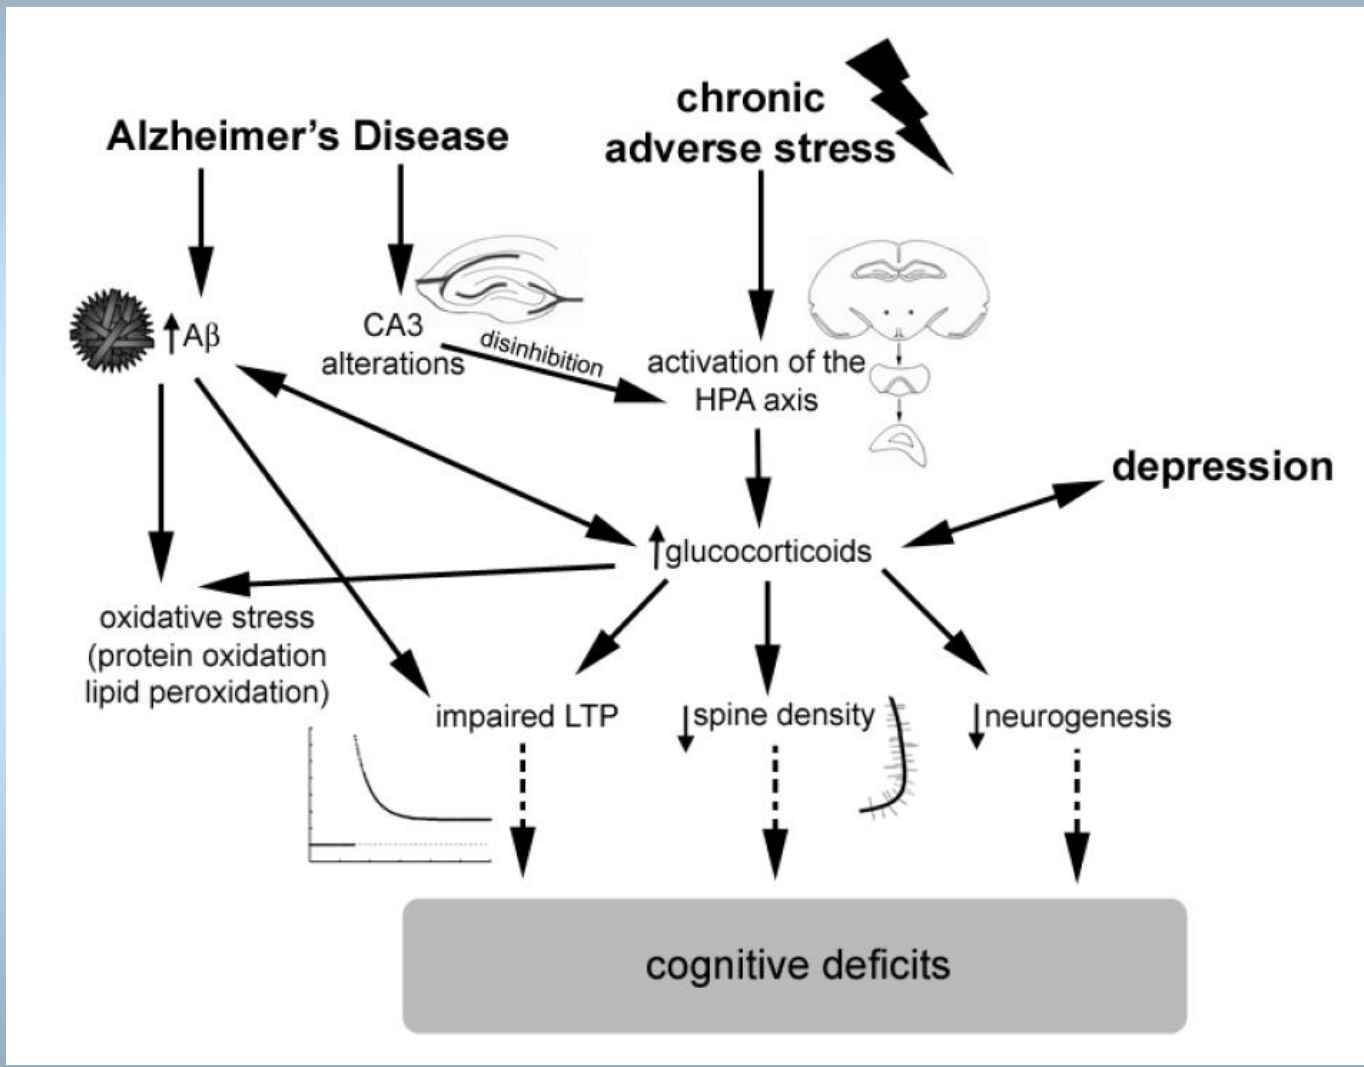 chronic
adverse stress
Alzheimer's Disease
↑Aβ
CA3
alterations
disinhibition
activation of the
HPA axis
depression
↑glucocorticoids
oxidative stress
(protein oxidation
lipid peroxidation)
impaired LTP
↓spine density
↓neurogenesis
cognitive deficits